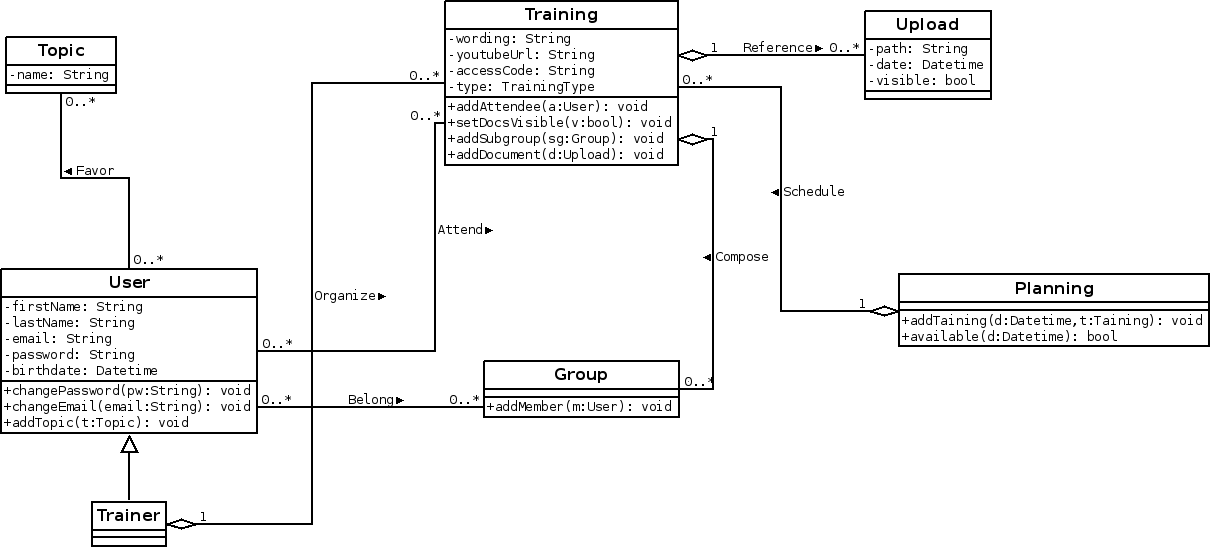 Topic
-name: String
0..*
◄ Favor
0..*
User
-firstName: String
-lastName: String
-email: String
-password: String
-birthdate: Datetime
+changePassword(pw:String): void
+changeEmail(email:String): void
+addTopic(t:Topic): void
Trainer
1
Organize ►
0..*
0..*
Attend ►
0..*
0..*
Belong ►
0..*
Training
-wording: String
-youtubeUrl: String
-accessCode: String
-type: TrainingType
+addAttendee(a:User): void
+setDocsVisible(v:bool): void
+addSubgroup(sg:Group): void
+addDocument(d:Upload): void
1
Reference ►
0..*
Upload
-path: String
-date: Datetime
-visible: bool
0..*
◄ Schedule
1
1
◄ Compose
0..*
Group
+addMember(m:User): void
Planning
+addTaining(d:Datetime,t:Taining): void
+available(d:Datetime): bool